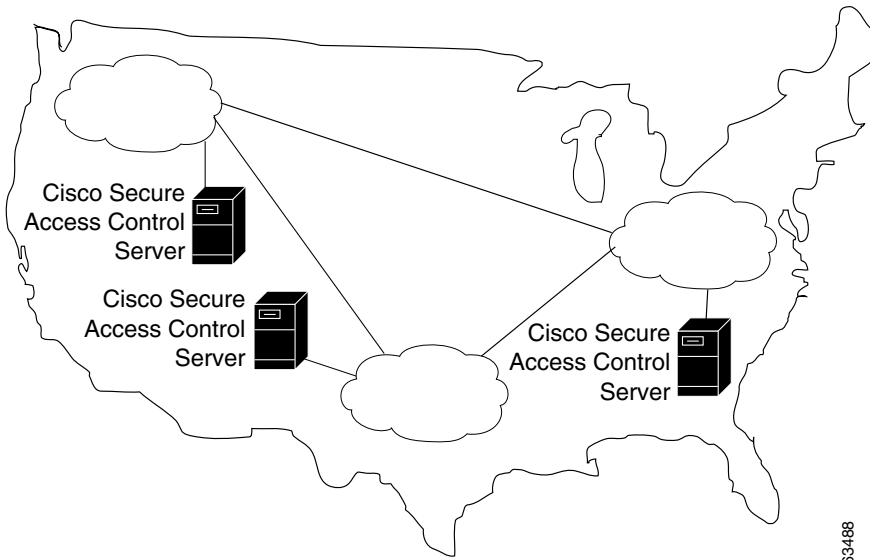 Cisco Secure
Access Control
Server
Cisco Secure
Access Control
Server
Cisco Secure
Access Control
Server
63488